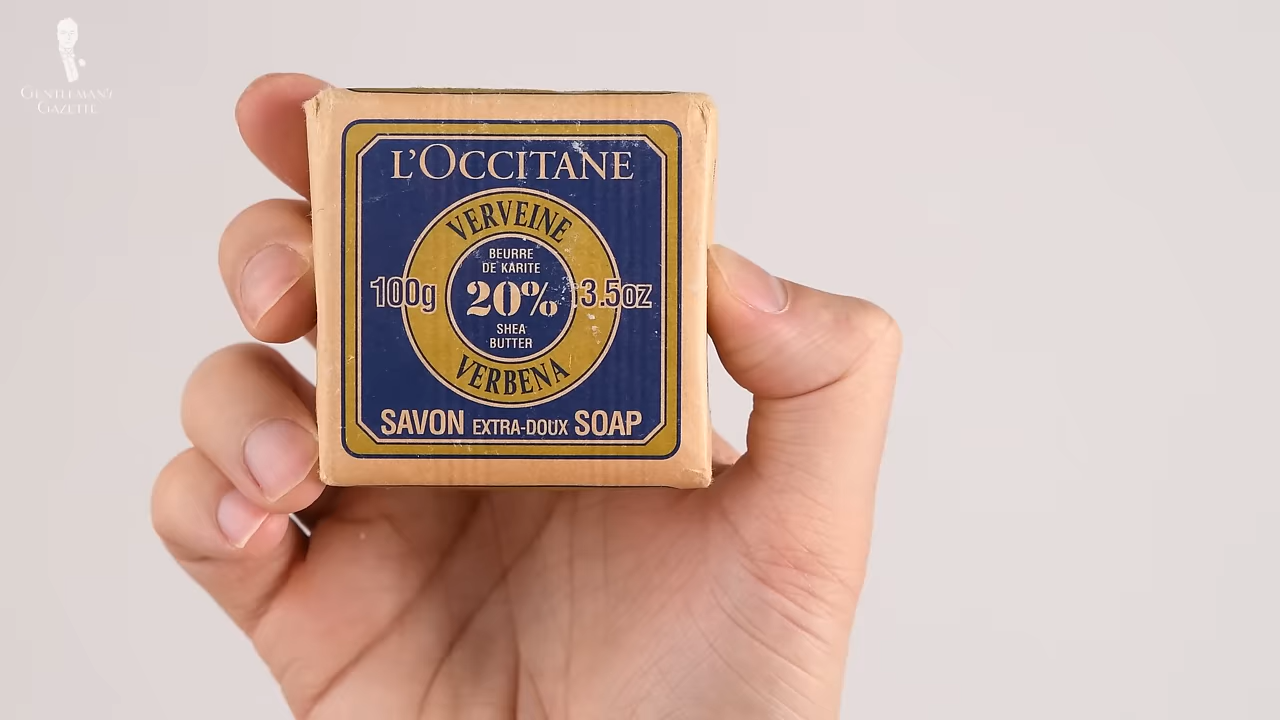 GENTLEMAN'S
GAZETTE
L'OCCITANE
VERVEINE
BEURRE
DE KARITE
100g
20%
3.5oz
SHEA
BUTTER
VERBENA
SAVON EXTRA-DOUX SOAP